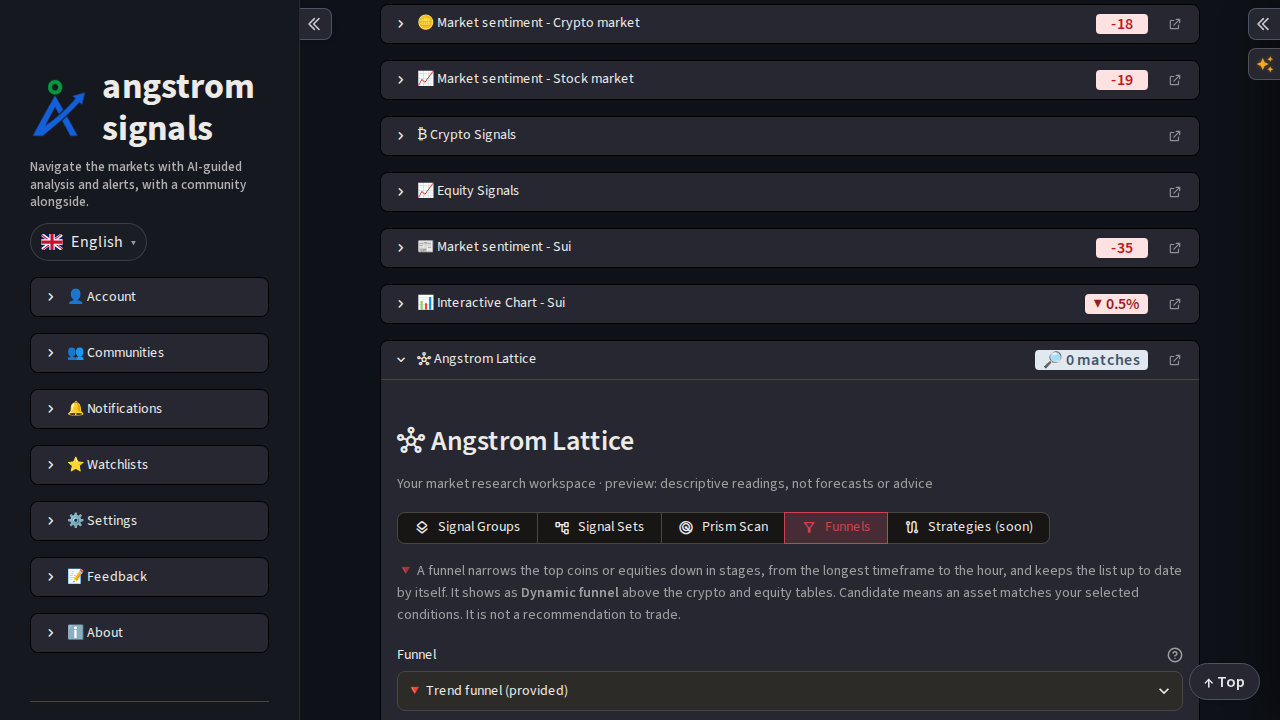 angstrom
signals
Navigate the markets with AI-guided
analysis and alerts, with a community
alongside.
English
Account
Communities
Notifications
Watchlists
Settings
Feedback
About
Market sentiment - Crypto market
-18
Market sentiment - Stock market
-19
₿ Crypto Signals
Equity Signals
Market sentiment - Sui
-35
Interactive Chart - Sui
▼ 0.5%
Angstrom Lattice
0 matches
Angstrom Lattice
Your market research workspace · preview: descriptive readings, not forecasts or advice
Signal Groups
Signal Sets
Prism Scan
Funnels
Strategies (soon)
A funnel narrows the top coins or equities down in stages, from the longest timeframe to the hour, and keeps the list up to date
by itself. It shows as Dynamic funnel above the crypto and equity tables. Candidate means an asset matches your selected
conditions. It is not a recommendation to trade.
Funnel
Trend funnel (provided)
↑ Top